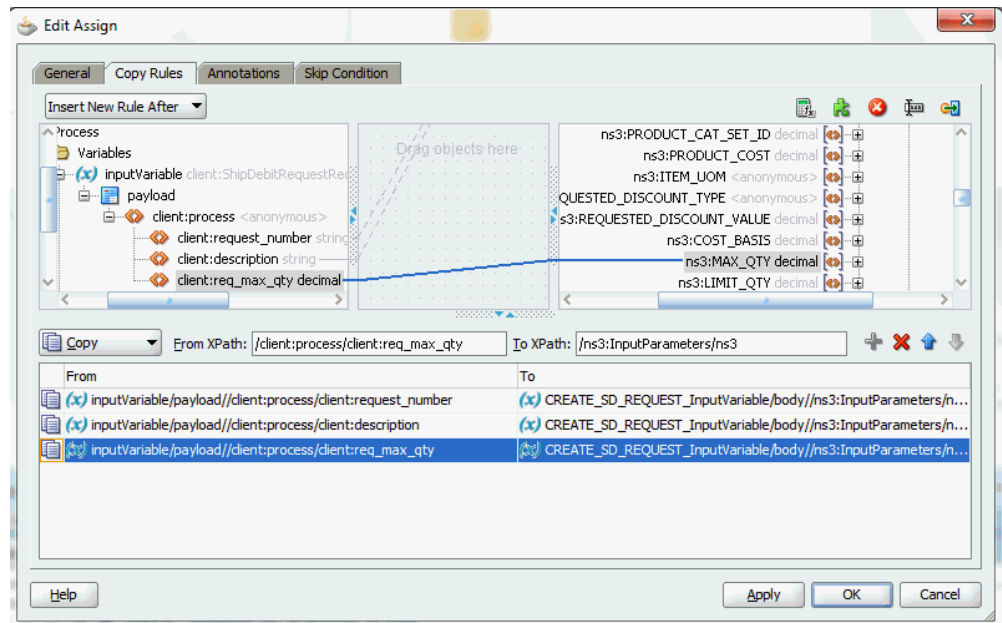 Edit Assign
General Copy Rules Annotations Skip Condition
Insert New Rule After
Process
Variables
inputVariable client:ShipDebitRequestReq
payload
client:process <anonymous>
client:request_number string
client:description string
client:req_max_qty decimal
Drag objects here
ns3:PRODUCT_CAT_SET_ID decimal
ns3:PRODUCT_COST decimal
ns3:ITEM_UOM <anonymous>
QUESTED_DISCOUNT_TYPE <anonymous>
s3:REQUESTED_DISCOUNT_VALUE decimal
ns3:COST_BASIS decimal
ns3:MAX_QTY decimal
ns3:LIMIT_QTY decimal
Copy From XPath: /client:process/client:req_max_qty To XPath: /ns3:InputParameters/ns3
From To
(x) inputVariable/payload//client:process/client:request_number (x) CREATE_SD_REQUEST_InputVariable/body//ns3:InputParameters/n...
(x) inputVariable/payload//client:process/client:description (x) CREATE_SD_REQUEST_InputVariable/body//ns3:InputParameters/n...
(x) inputVariable/payload//client:process/client:req_max_qty (x) CREATE_SD_REQUEST_InputVariable/body//ns3:InputParameters/n...
Help Apply OK Cancel